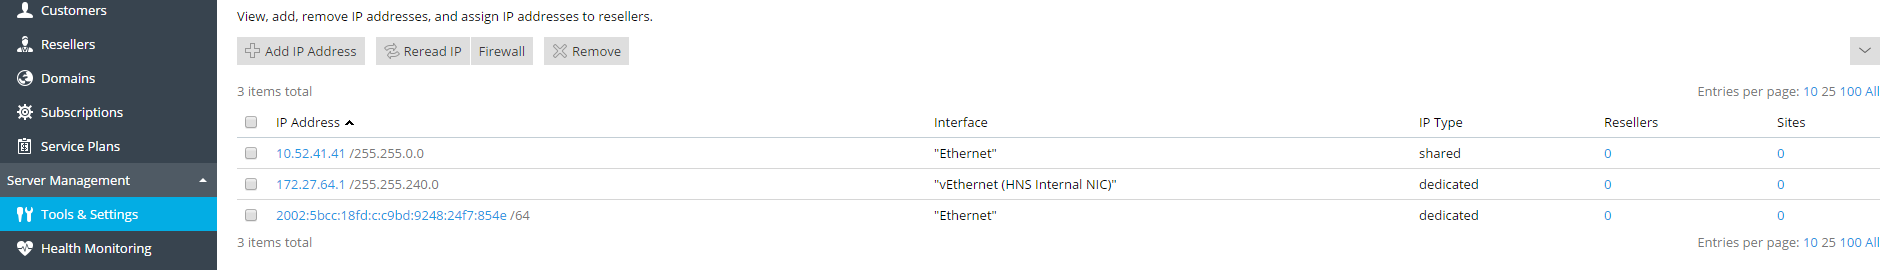 Customers
Resellers
Domains
Subscriptions
Service Plans
Server Management
Tools & Settings
Health Monitoring
View, add, remove IP addresses, and assign IP addresses to resellers.
Add IP Address Reread IP Firewall Remove
3 items total Entries per page: 10 25 100 All
IP Address Interface IP Type Resellers Sites
10.52.41.41 /255.255.0.0 "Ethernet" shared 0 0
172.27.64.1 /255.255.240.0 "vEthernet (HNS Internal NIC)" dedicated 0 0
2002:5bcc:18fd:c:c9bd:9248:24f7:854e /64 "Ethernet" dedicated 0 0
3 items total Entries per page: 10 25 100 All